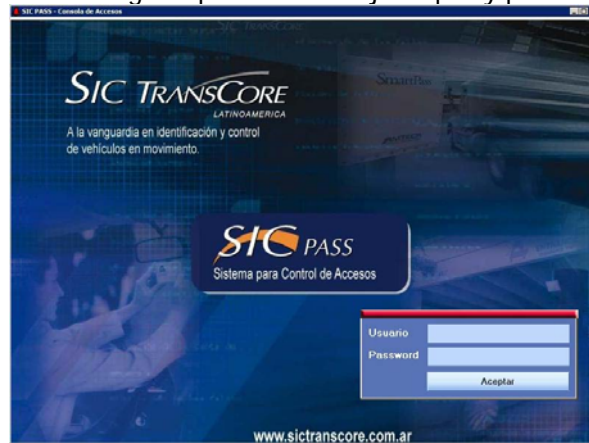 SIC PASS - Consola de Accesos
SIC TRANSCORE
LATINOAMERICA
A la vanguardia en identificación y control
de vehículos en movimiento.
SIC PASS
Sistema para Control de Accesos
Usuario
Password
Aceptar
www.sictranscore.com.ar